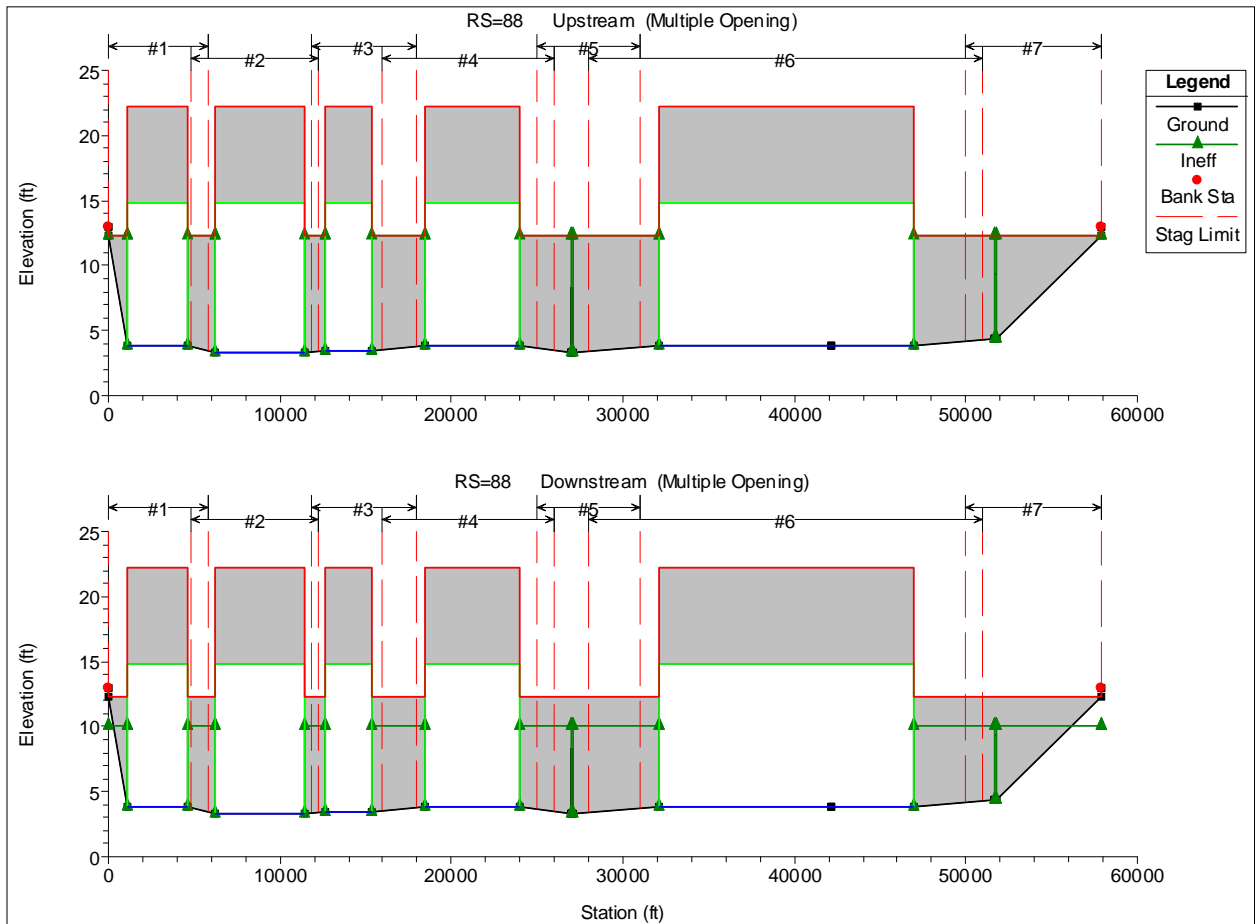 RS=88 Upstream (Multiple Opening)
#1 #3 #5 #7
#2 #4 #6
25
20
15
10
5
0
Elevation (ft)
0 10000 20000 30000 40000 50000 60000
Legend
Ground
Ineff
Bank Sta
Stag Limit
RS=88 Downstream (Multiple Opening)
#1 #3 #5 #7
#2 #4 #6
25
20
15
10
5
0
Elevation (ft)
0 10000 20000 30000 40000 50000 60000
Station (ft)